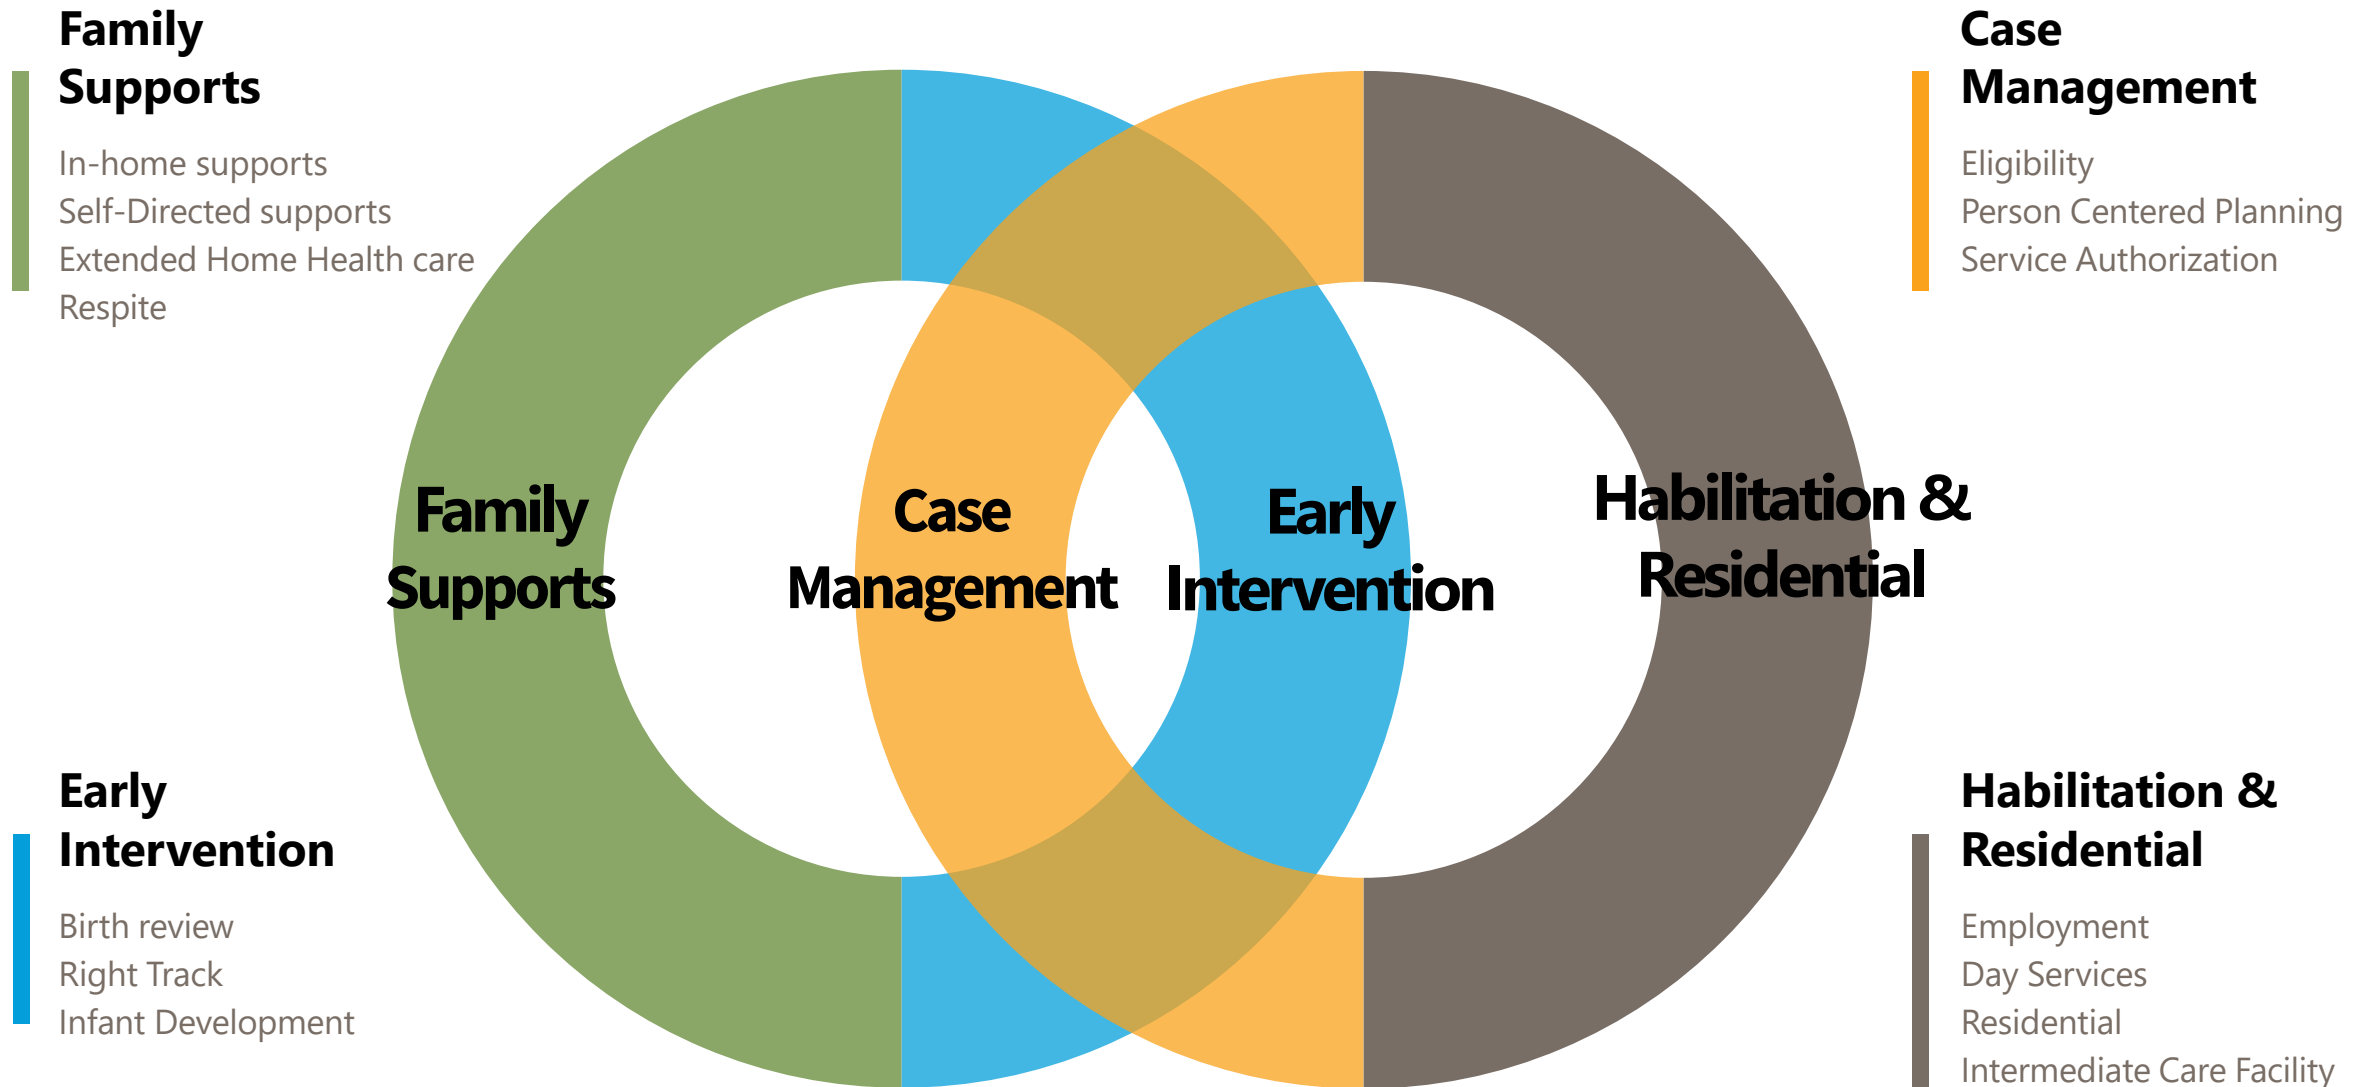 Family
Supports
In-home supports
Self-Directed supports
Extended Home Health care
Respite
Case
Management
Eligibility
Person Centered Planning
Service Authorization
Family
Supports
Case
Management
Early
Intervention
Habilitation &
Residential
Early
Intervention
Birth review
Right Track
Infant Development
Habilitation &
Residential
Employment
Day Services
Residential
Intermediate Care Facility